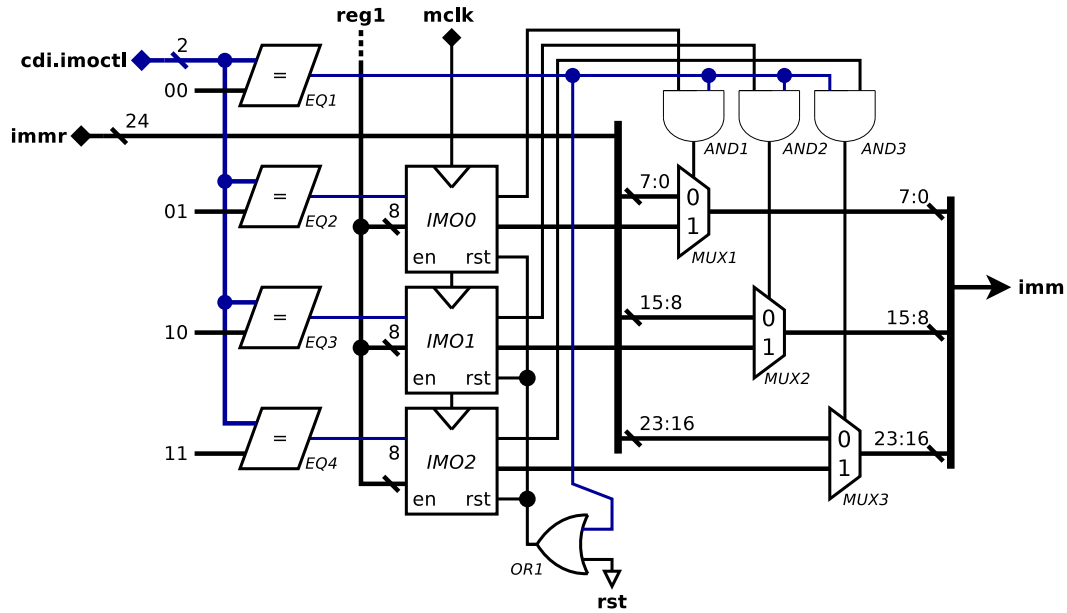 reg1 mclk
cdi.imoctl 2 = EQ1
00
immr 24
AND1 AND2 AND3
01 = EQ2 8 IMO0 en rst
7:0 0 1 MUX1 7:0
10 = EQ3 8 IMO1 en rst
15:8 0 1 MUX2 15:8
imm
11 = EQ4 8 IMO2 en rst
23:16 0 1 MUX3 23:16
OR1
rst